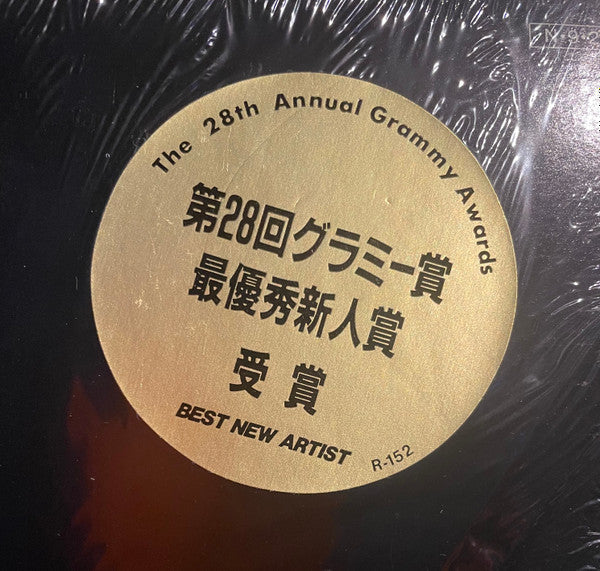 The 28th Annual Grammy Awards
第28回グラミー賞
最優秀新人賞
受賞
BEST NEW ARTIST
R-152